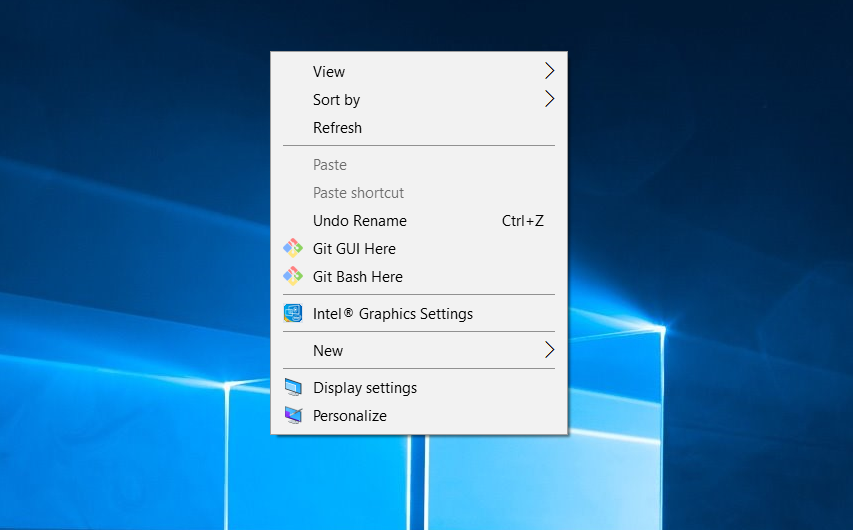 View
Sort by
Refresh
Paste
Paste shortcut
Undo Rename Ctrl+Z
Git GUI Here
Git Bash Here
Intel® Graphics Settings
New
Display settings
Personalize